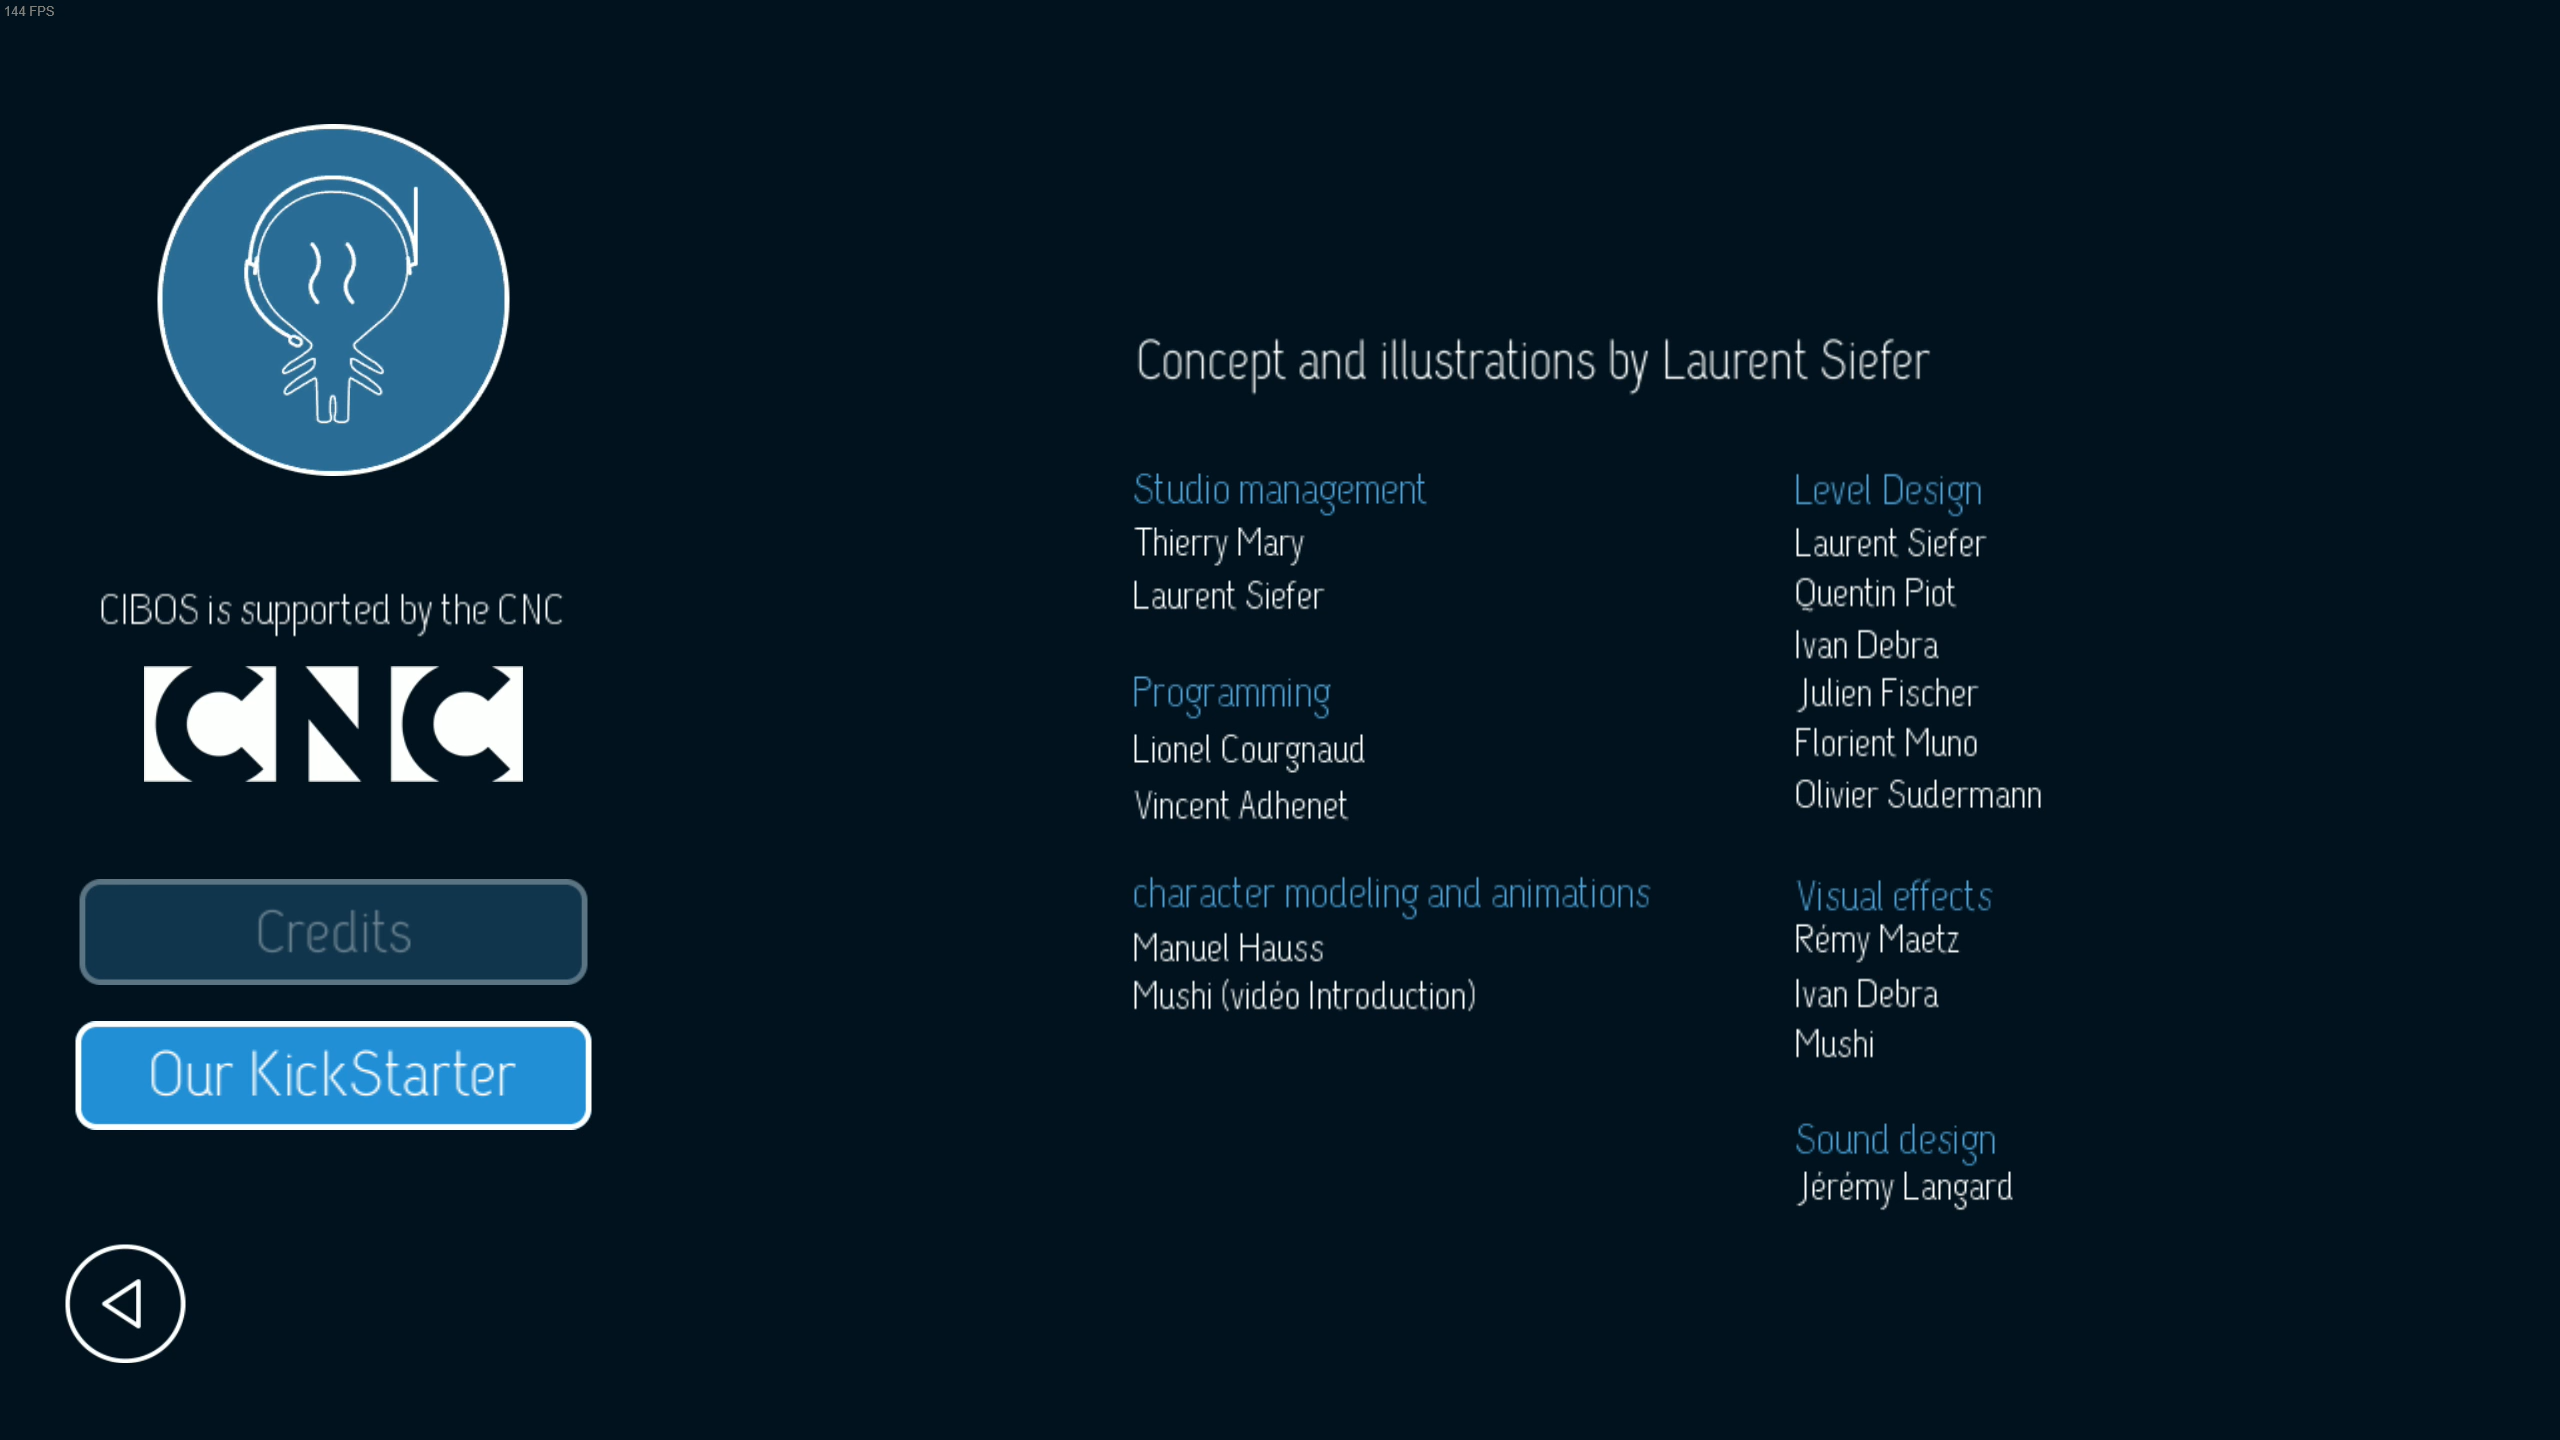 144 FPS
CIBOS is supported by the CNC
CNC
Credits
Our KickStarter
Concept and illustrations by Laurent Siefer
Studio management
Thierry Mary
Laurent Siefer
Programming
Lionel Courgnaud
Vincent Adhenet
character modeling and animations
Manuel Hauss
Mushi (vidéo Introduction)
Level Design
Laurent Siefer
Quentin Piot
Ivan Debra
Julien Fischer
Florient Muno
Olivier Sudermann
Visual effects
Rémy Maetz
Ivan Debra
Mushi
Sound design
Jérémy Langard